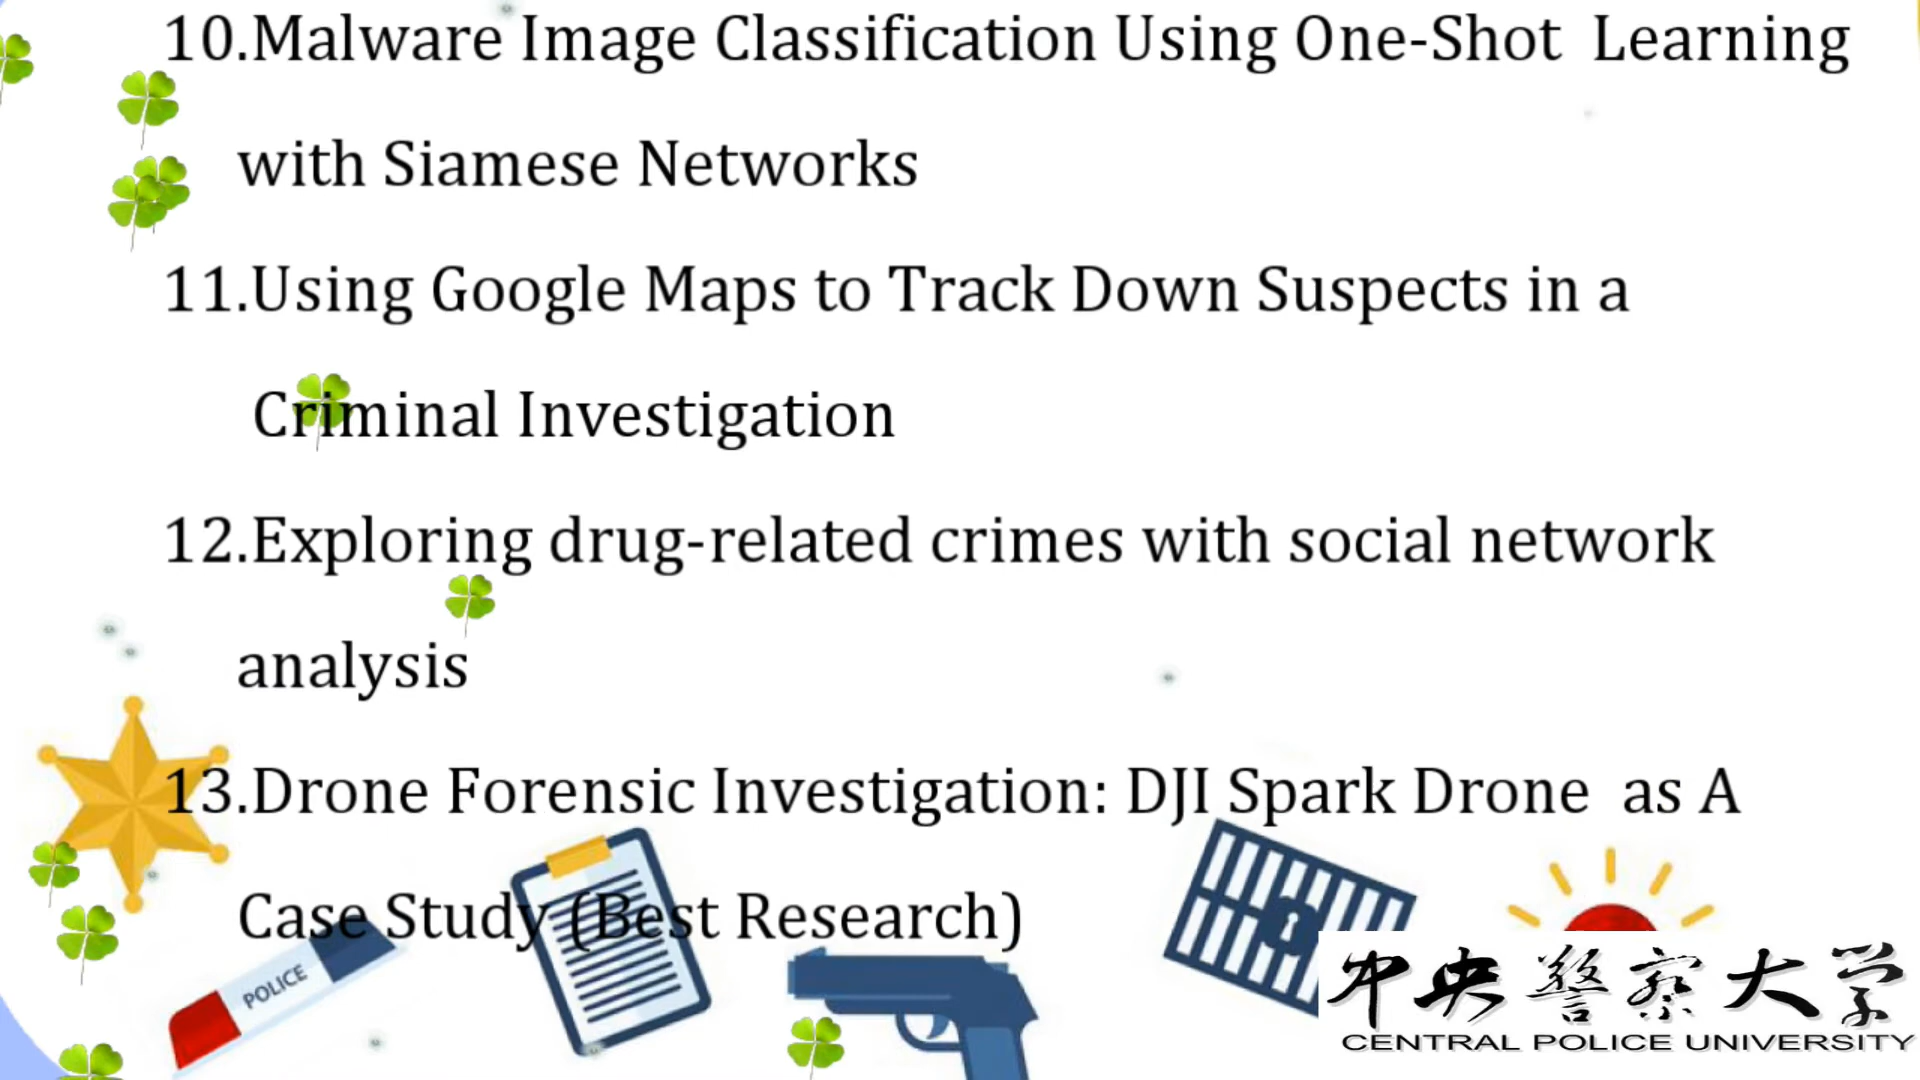 10.Malware Image Classification Using One-Shot Learning
with Siamese Networks
11.Using Google Maps to Track Down Suspects in a
Criminal Investigation
12.Exploring drug-related crimes with social network
analysis
13.Drone Forensic Investigation: DJI Spark Drone as A
Case Study (Best Research)
POLICE
中央警察大学
CENTRAL POLICE UNIVERSITY